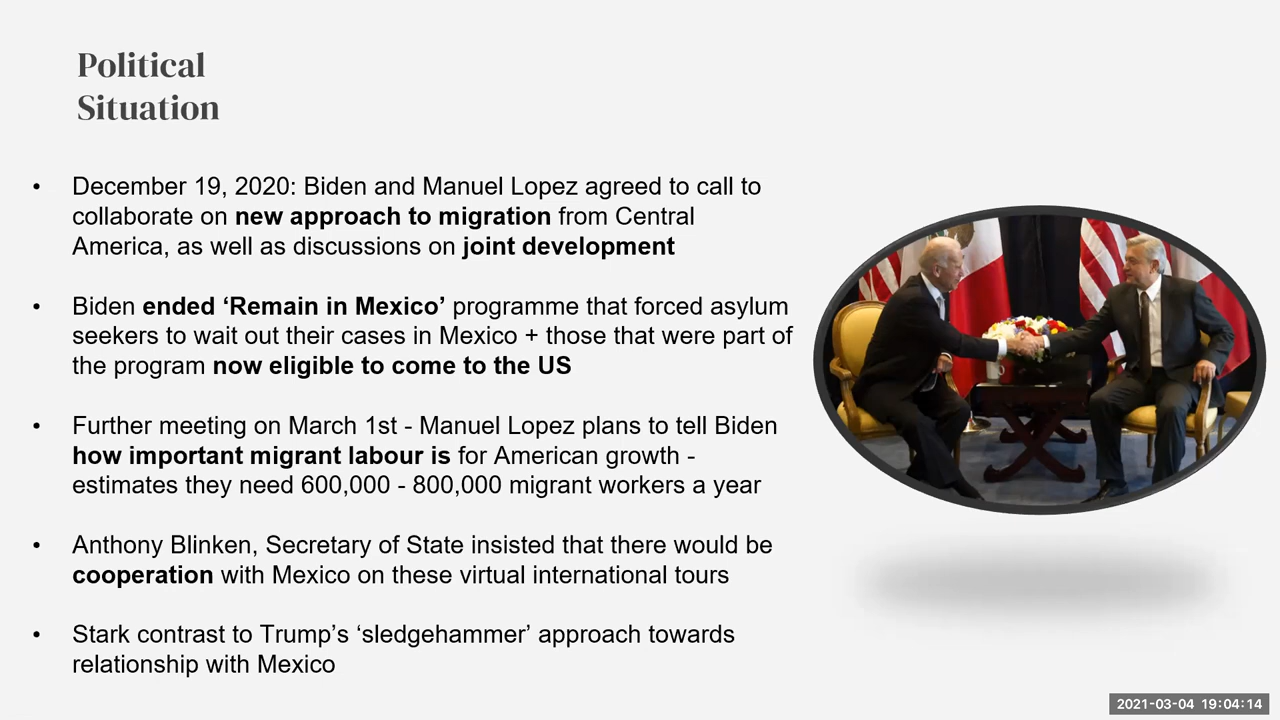 Political
Situation
• December 19, 2020: Biden and Manuel Lopez agreed to call to
collaborate on new approach to migration from Central
America, as well as discussions on joint development
• Biden ended ‘Remain in Mexico’ programme that forced asylum
seekers to wait out their cases in Mexico + those that were part of
the program now eligible to come to the US
• Further meeting on March 1st - Manuel Lopez plans to tell Biden
how important migrant labour is for American growth -
estimates they need 600,000 - 800,000 migrant workers a year
• Anthony Blinken, Secretary of State insisted that there would be
cooperation with Mexico on these virtual international tours
• Stark contrast to Trump’s ‘sledgehammer’ approach towards
relationship with Mexico
2021-03-04 19:04:14